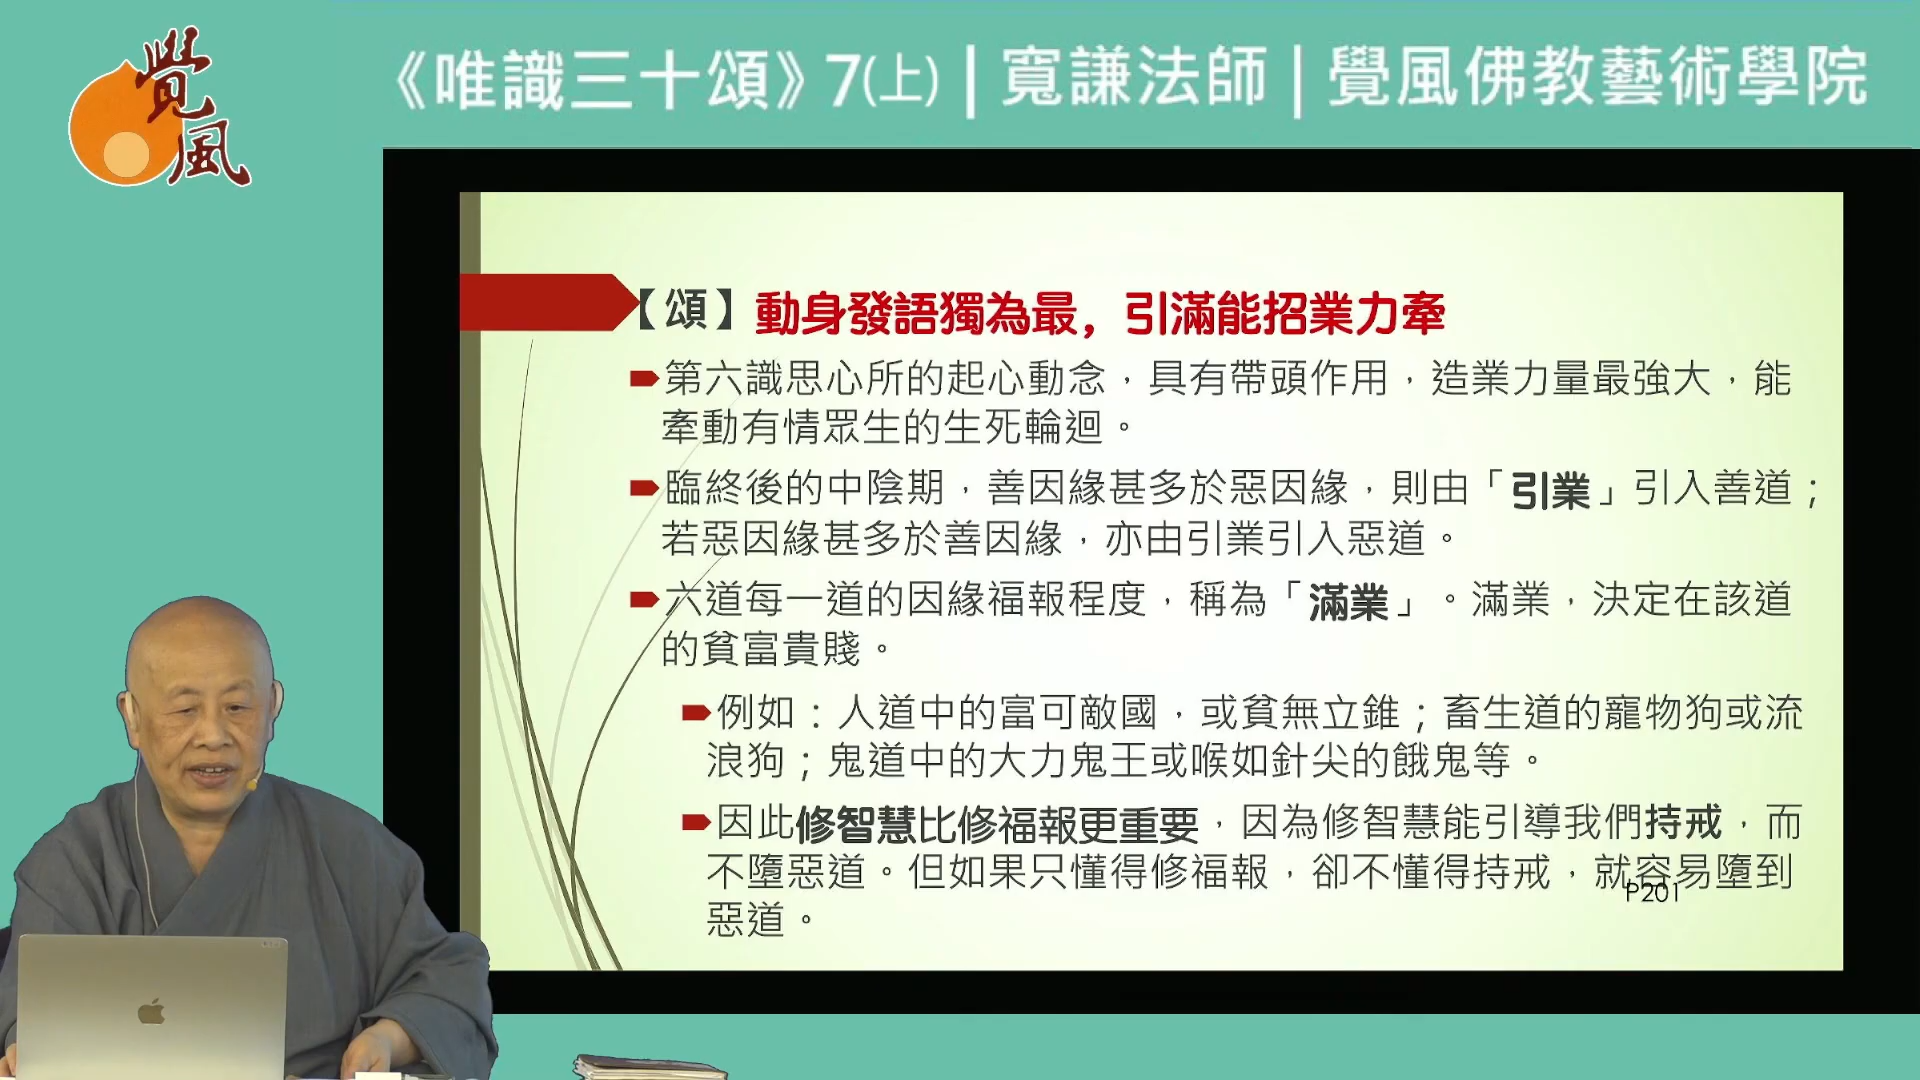 覺風
《唯識三十頌》7(上)|寬謙法師|覺風佛教藝術學院
【頌】動身發語獨為最，引滿能招業力牽
第六識思心所的起心動念，具有帶頭作用，造業力量最強大，能
牽動有情眾生的生死輪迴。
臨終後的中陰期，善因緣甚多於惡因緣，則由「引業」引入善道；
若惡因緣甚多於善因緣，亦由引業引入惡道。
六道每一道的因緣福報程度，稱為「滿業」。滿業，決定在該道
的貧富貴賤。
例如：人道中的富可敵國，或貧無立錐；畜生道的寵物狗或流
浪狗；鬼道中的大力鬼王或喉如針尖的餓鬼等。
因此修智慧比修福報更重要，因為修智慧能引導我們持戒，而
不墮惡道。但如果只懂得修福報，卻不懂得持戒，就容易墮到
惡道。
P201